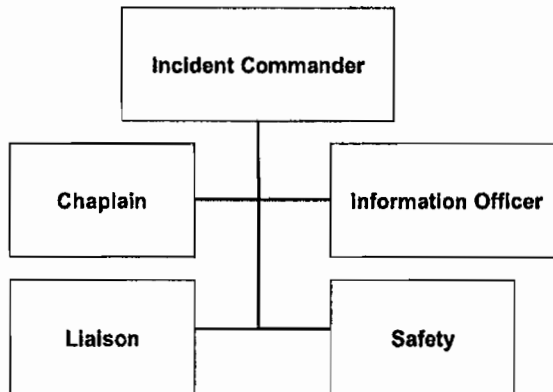 Incident Commander
Chaplain
Information Officer
Liaison
Safety